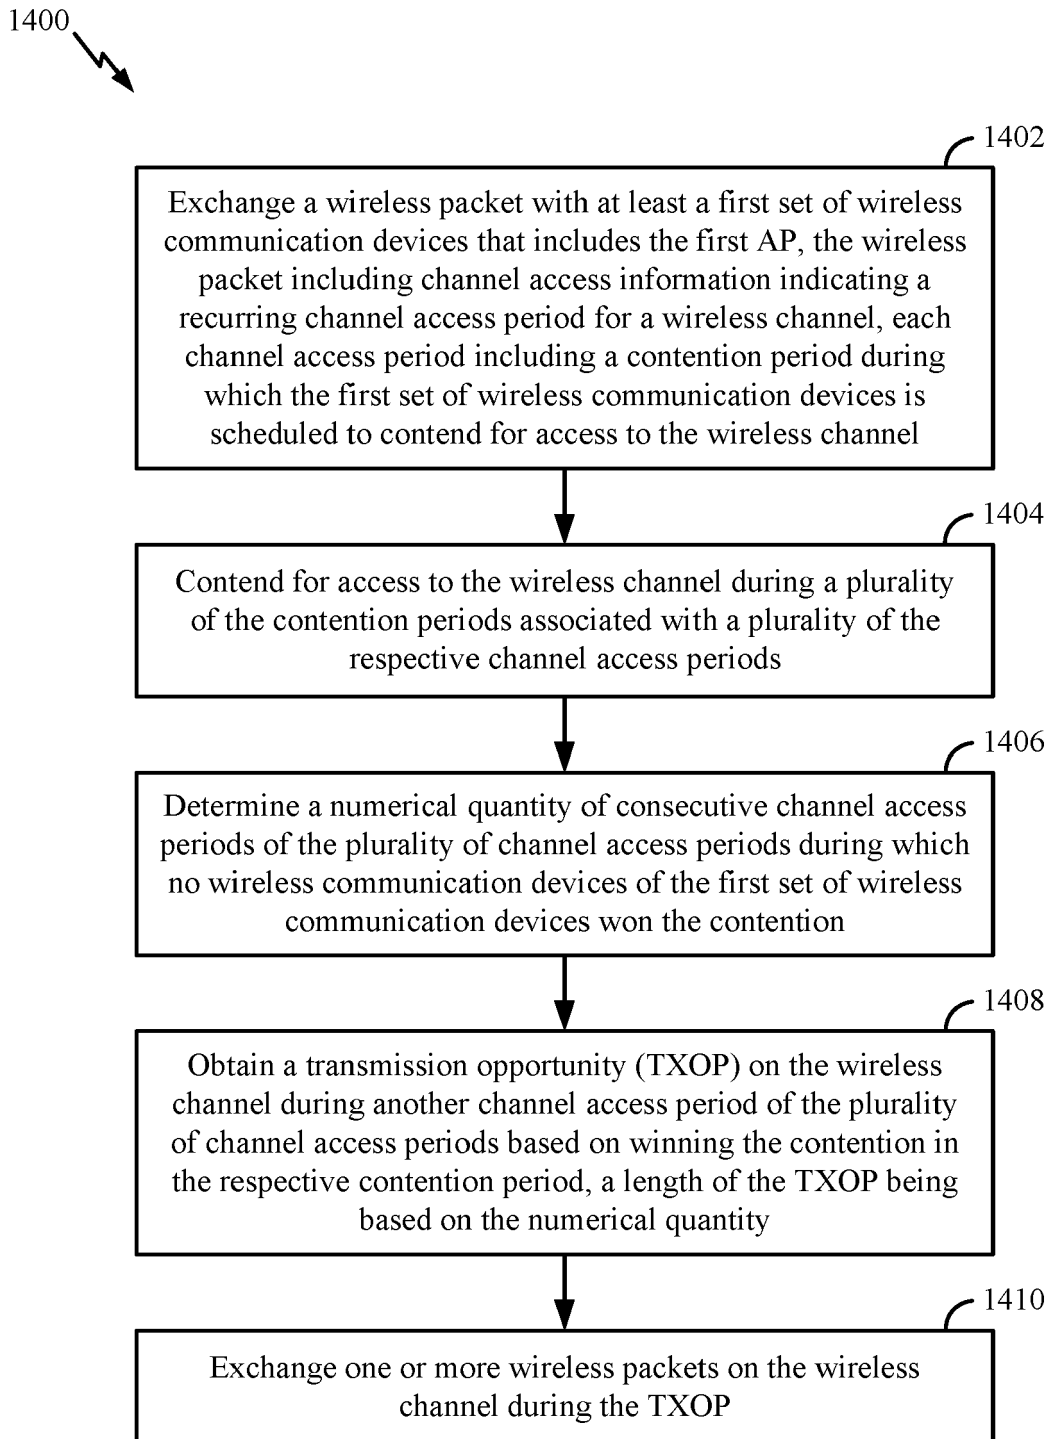 1400
1402
Exchange a wireless packet with at least a first set of wireless
communication devices that includes the first AP, the wireless
packet including channel access information indicating a
recurring channel access period for a wireless channel, each
channel access period including a contention period during
which the first set of wireless communication devices is
scheduled to contend for access to the wireless channel
1404
Contend for access to the wireless channel during a plurality
of the contention periods associated with a plurality of the
respective channel access periods
1406
Determine a numerical quantity of consecutive channel access
periods of the plurality of channel access periods during which
no wireless communication devices of the first set of wireless
communication devices won the contention
1408
Obtain a transmission opportunity (TXOP) on the wireless
channel during another channel access period of the plurality
of channel access periods based on winning the contention in
the respective contention period, a length of the TXOP being
based on the numerical quantity
1410
Exchange one or more wireless packets on the wireless
channel during the TXOP